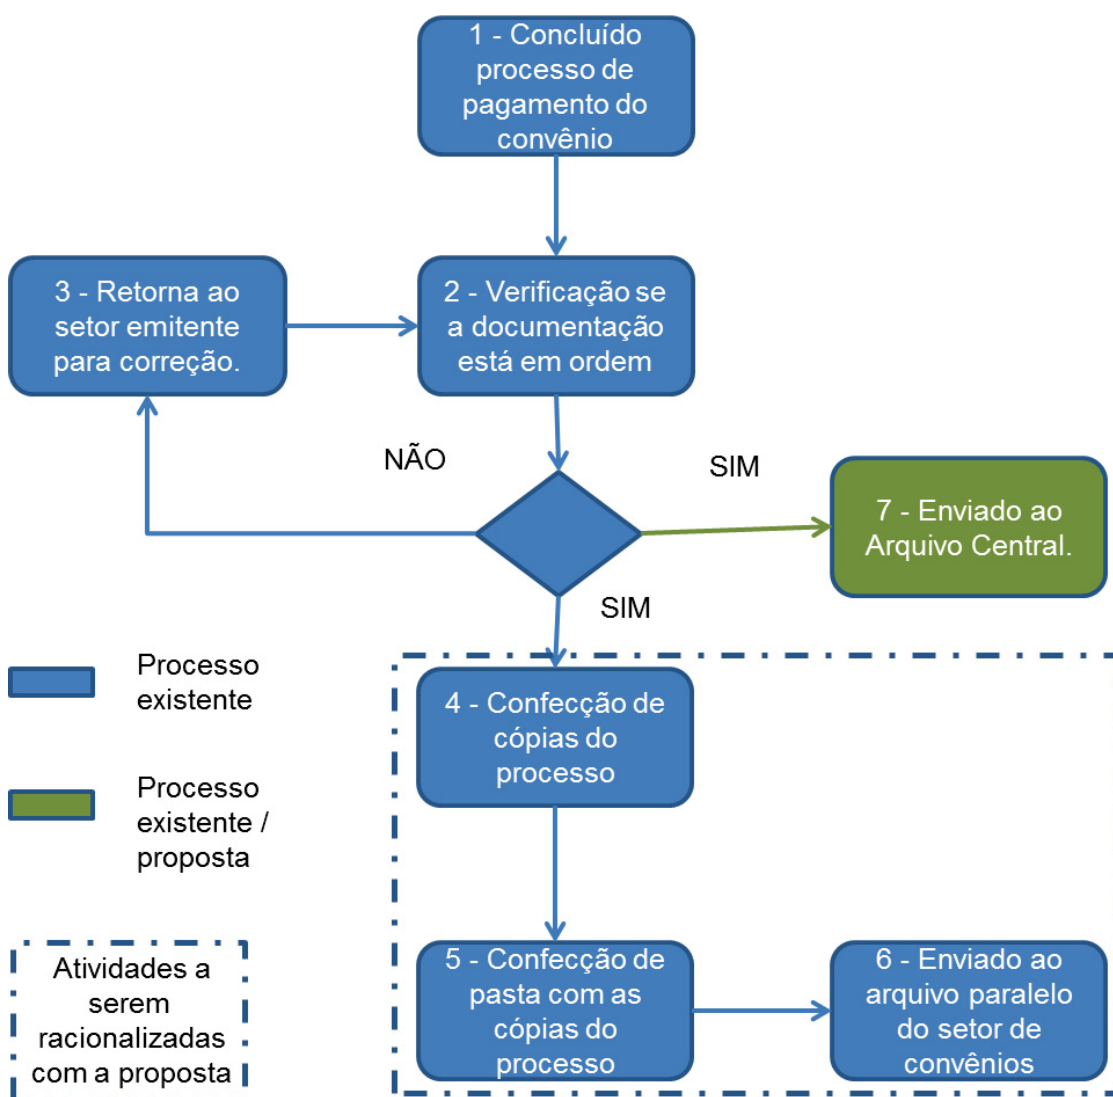 1 - Concluído
processo de
pagamento do
convênio
3 - Retorna ao
setor emitente
para correção.
2 - Verificação se
a documentação
está em ordem
NÃO
SIM
7 - Enviado ao
Arquivo Central.
SIM
Processo
existente
4 - Confecção de
cópias do
processo
Processo
existente /
proposta
Atividades a
serem
racionalizadas
com a proposta
5 - Confecção de
pasta com as
cópias do
processo
6 - Enviado ao
arquivo paralelo
do setor de
convênios